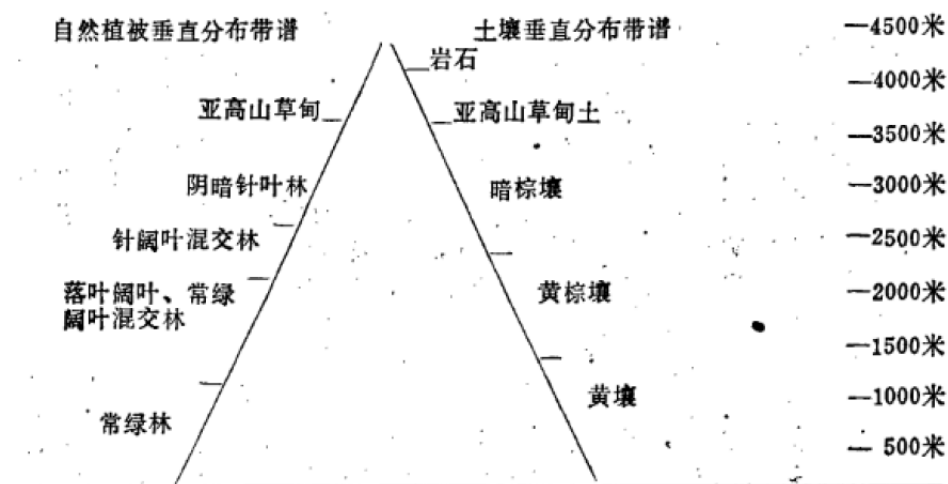 自然植被垂直分布带谱
土壤垂直分布带谱
岩石
亚高山草甸
亚高山草甸土
阴暗针叶林
暗棕壤
针阔叶混交林
落叶阔叶、常绿
阔叶混交林
黄棕壤
常绿林
黄壤
4500米
4000米
3500米
3000米
2500米
2000米
1500米
1000米
500米